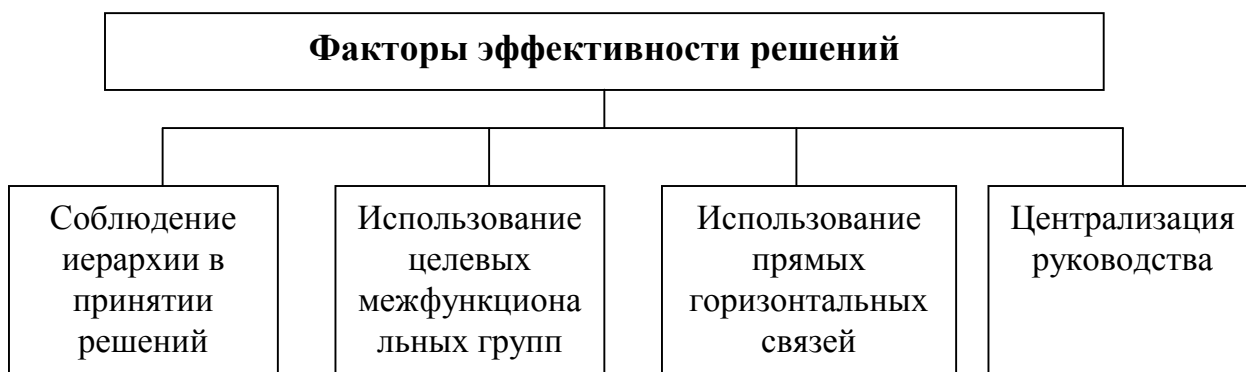 Факторы эффективности решений
Соблюдение
иерархии в
принятии
решений
Использование
целевых
межфункциона
льных групп
Использование
прямых
горизонтальных
связей
Централизация
руководства